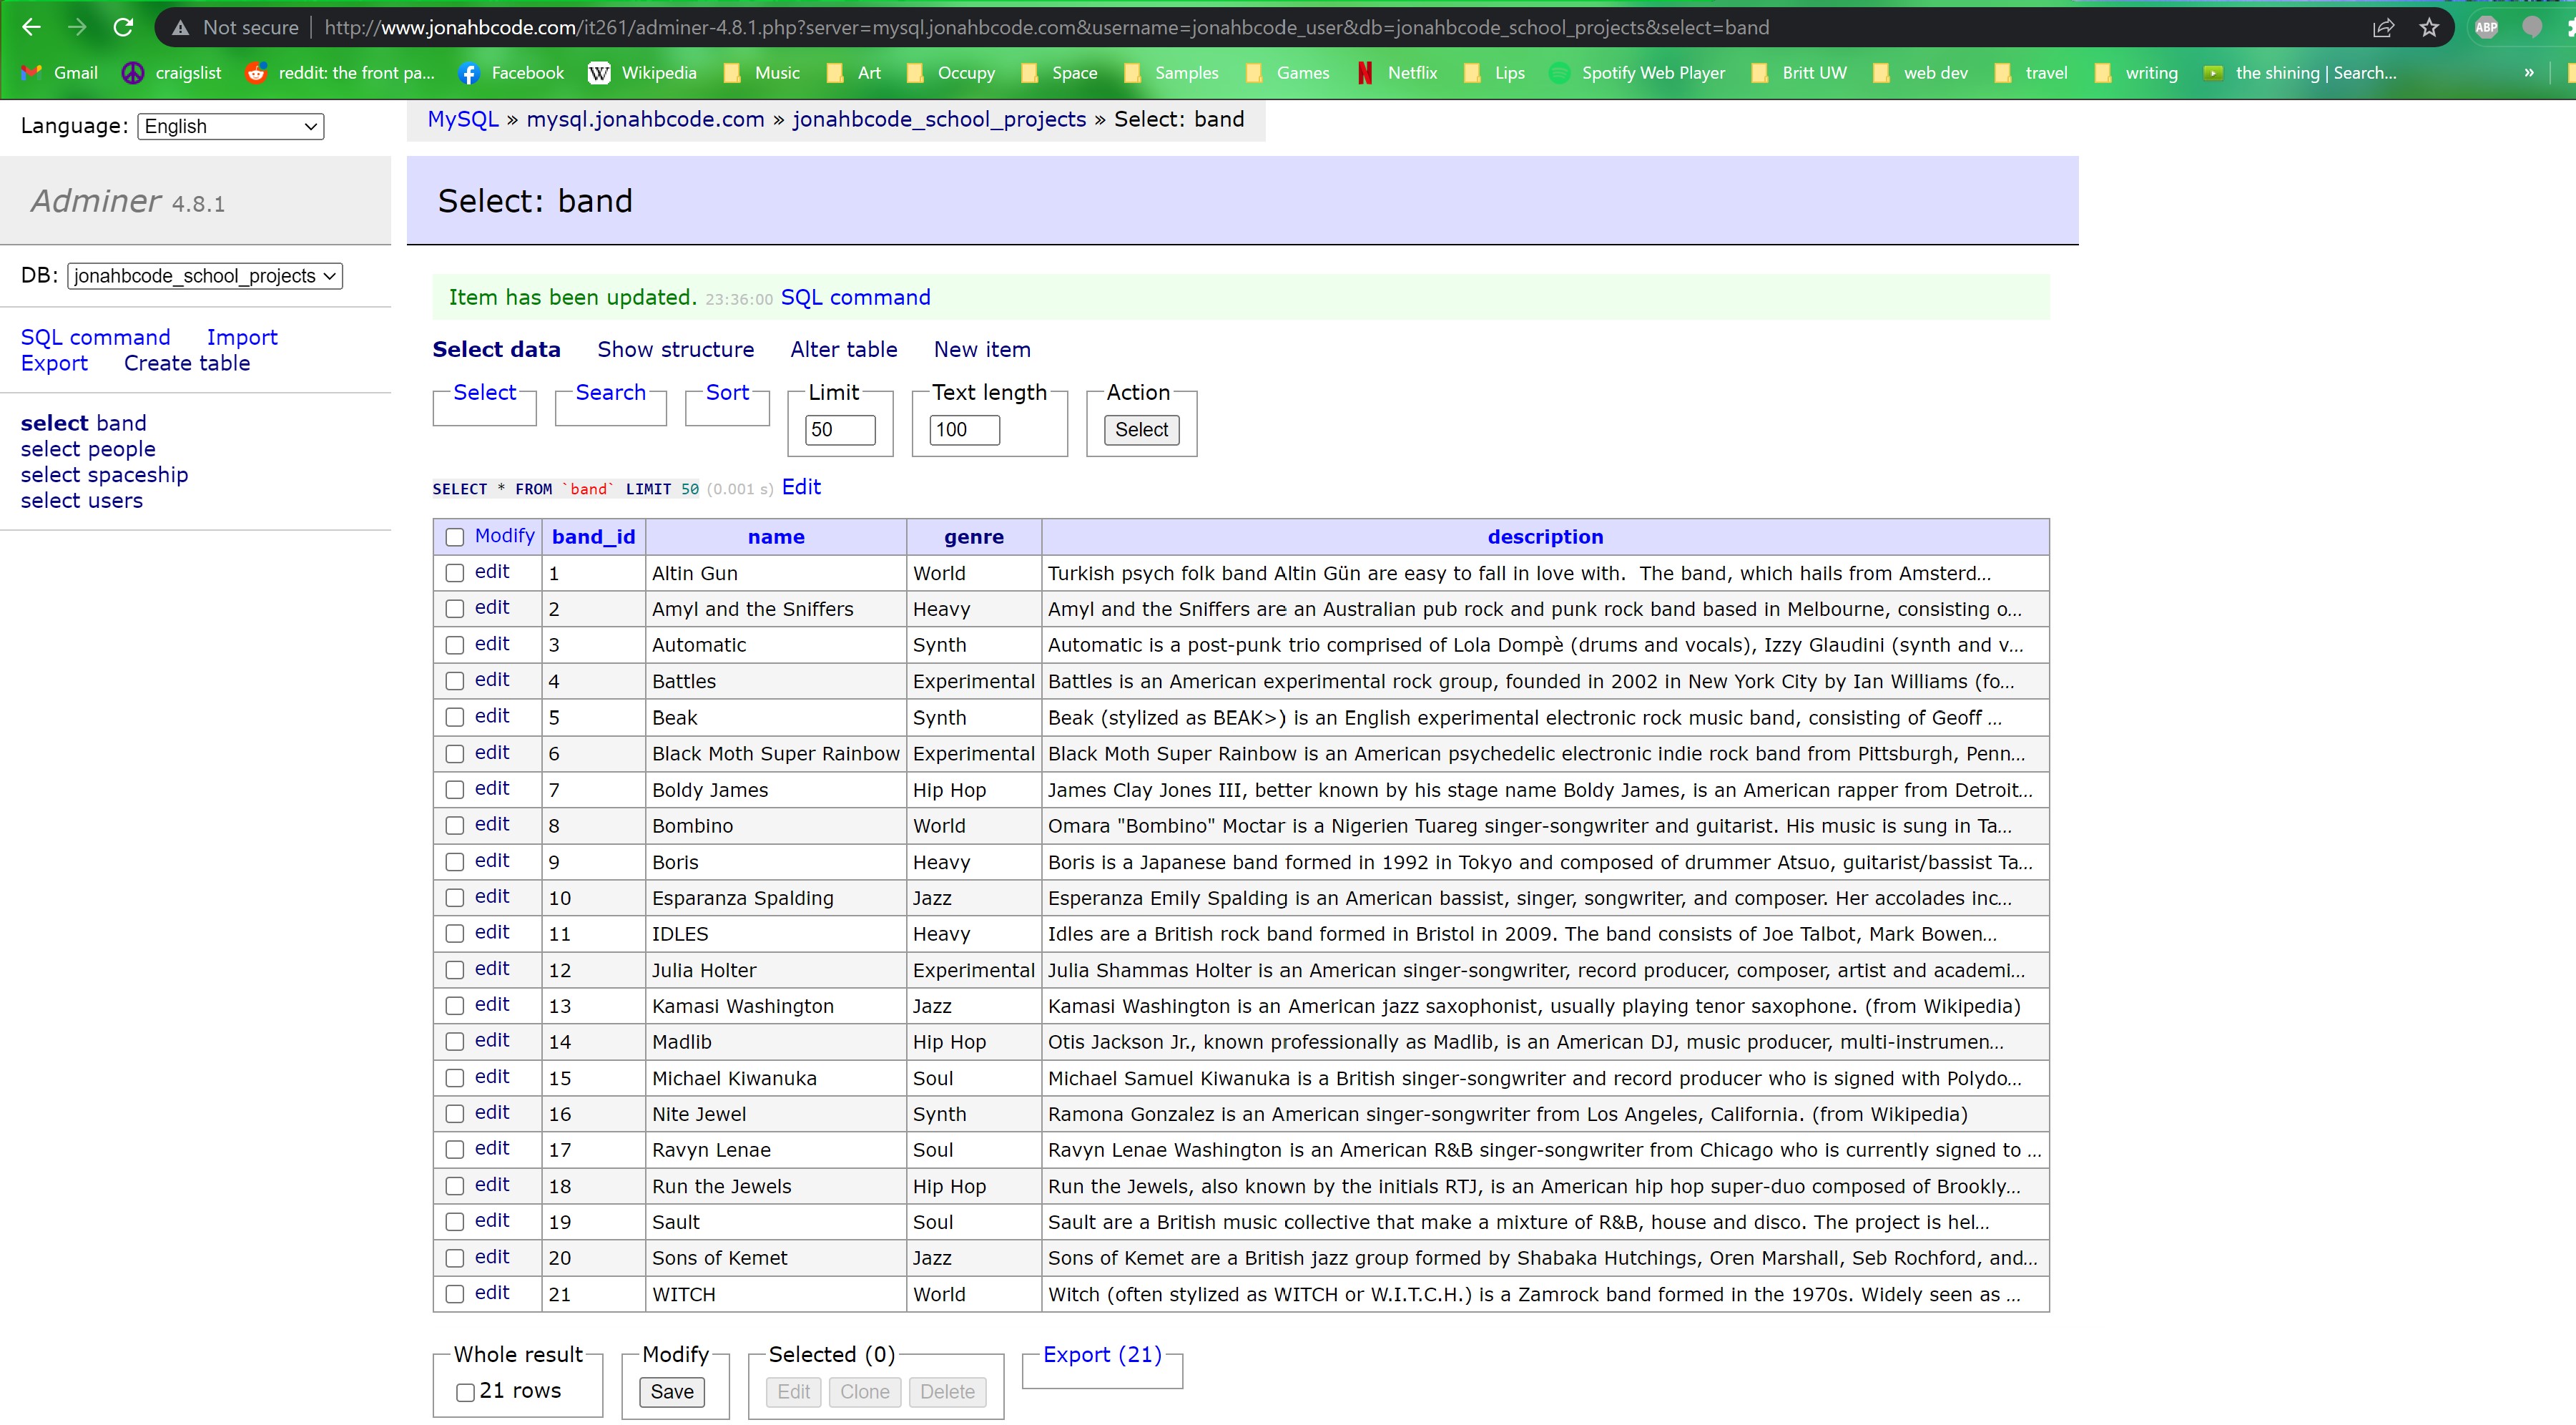 Not secure | http://www.jonahbcode.com/it261/adminer-4.8.1.php?server=mysql.jonahbcode.com&username=jonahbcode_user&db=jonahbcode_school_projects&select=band
ABP
Gmail craigslist reddit: the front pa... Facebook W Wikipedia Music Art Occupy Space Samples Games N Netflix Lips Spotify Web Player Britt UW web dev travel writing the shining | Search... »
Language: English
MySQL » mysql.jonahbcode.com » jonahbcode_school_projects » Select: band
Adminer 4.8.1
Select: band
DB: jonahbcode_school_projects
Item has been updated. 23:36:00 SQL command
SQL command Import
Export Create table
Select data Show structure Alter table New item
Select Search Sort Limit Text length Action
50 100 Select
select band
select people
select spaceship
select users
SELECT * FROM `band` LIMIT 50 (0.001 s) Edit
Modify band_id name genre description
edit 1 Altin Gun World Turkish psych folk band Altin Gün are easy to fall in love with.  The band, which hails from Amsterd...
edit 2 Amyl and the Sniffers Heavy Amyl and the Sniffers are an Australian pub rock and punk rock band based in Melbourne, consisting o...
edit 3 Automatic Synth Automatic is a post-punk trio comprised of Lola Dompè (drums and vocals), Izzy Glaudini (synth and v...
edit 4 Battles Experimental Battles is an American experimental rock group, founded in 2002 in New York City by Ian Williams (fo...
edit 5 Beak Synth Beak (stylized as BEAK>) is an English experimental electronic rock music band, consisting of Geoff ...
edit 6 Black Moth Super Rainbow Experimental Black Moth Super Rainbow is an American psychedelic electronic indie rock band from Pittsburgh, Penn...
edit 7 Boldy James Hip Hop James Clay Jones III, better known by his stage name Boldy James, is an American rapper from Detroit...
edit 8 Bombino World Omara "Bombino" Moctar is a Nigerien Tuareg singer-songwriter and guitarist. His music is sung in Ta...
edit 9 Boris Heavy Boris is a Japanese band formed in 1992 in Tokyo and composed of drummer Atsuo, guitarist/bassist Ta...
edit 10 Esparanza Spalding Jazz Esperanza Emily Spalding is an American bassist, singer, songwriter, and composer. Her accolades inc...
edit 11 IDLES Heavy Idles are a British rock band formed in Bristol in 2009. The band consists of Joe Talbot, Mark Bowen...
edit 12 Julia Holter Experimental Julia Shammas Holter is an American singer-songwriter, record producer, composer, artist and academi...
edit 13 Kamasi Washington Jazz Kamasi Washington is an American jazz saxophonist, usually playing tenor saxophone. (from Wikipedia)
edit 14 Madlib Hip Hop Otis Jackson Jr., known professionally as Madlib, is an American DJ, music producer, multi-instrumen...
edit 15 Michael Kiwanuka Soul Michael Samuel Kiwanuka is a British singer-songwriter and record producer who is signed with Polydo...
edit 16 Nite Jewel Synth Ramona Gonzalez is an American singer-songwriter from Los Angeles, California. (from Wikipedia)
edit 17 Ravyn Lenae Soul Ravyn Lenae Washington is an American R&B singer-songwriter from Chicago who is currently signed to ...
edit 18 Run the Jewels Hip Hop Run the Jewels, also known by the initials RTJ, is an American hip hop super-duo composed of Brookly...
edit 19 Sault Soul Sault are a British music collective that make a mixture of R&B, house and disco. The project is hel...
edit 20 Sons of Kemet Jazz Sons of Kemet are a British jazz group formed by Shabaka Hutchings, Oren Marshall, Seb Rochford, and...
edit 21 WITCH World Witch (often stylized as WITCH or W.I.T.C.H.) is a Zamrock band formed in the 1970s. Widely seen as ...
Whole result Modify Selected (0) Export (21)
21 rows Save Edit Clone Delete